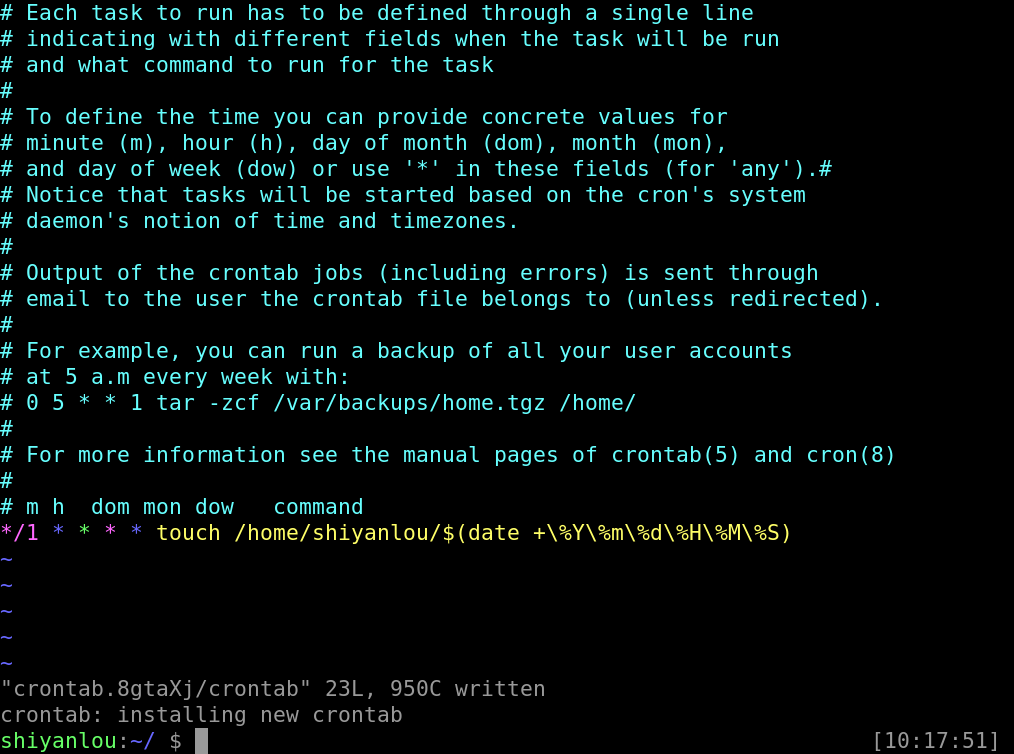 # Each task to run has to be defined through a single line
# indicating with different fields when the task will be run
# and what command to run for the task
#
# To define the time you can provide concrete values for
# minute (m), hour (h), day of month (dom), month (mon),
# and day of week (dow) or use '*' in these fields (for 'any').#
# Notice that tasks will be started based on the cron's system
# daemon's notion of time and timezones.
#
# Output of the crontab jobs (including errors) is sent through
# email to the user the crontab file belongs to (unless redirected).
#
# For example, you can run a backup of all your user accounts
# at 5 a.m every week with:
# 0 5 * * 1 tar -zcf /var/backups/home.tgz /home/
#
# For more information see the manual pages of crontab(5) and cron(8)
#
# m h  dom mon dow   command
*/1 * * * * touch /home/shiyanlou/$(date +\%Y\%m\%d\%H\%M\%S)
~
~
~
~
~
"crontab.8gtaXj/crontab" 23L, 950C written
crontab: installing new crontab
shiyanlou:~/ $ [10:17:51]